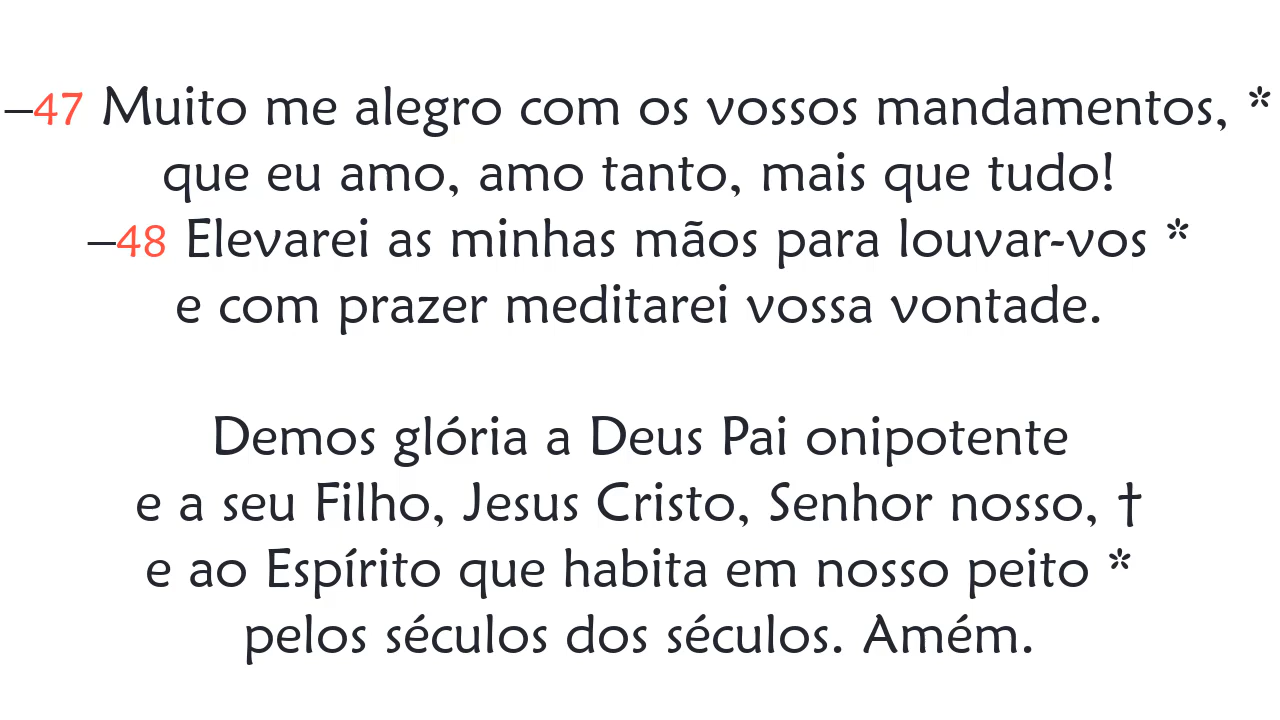 –47 Muito me alegro com os vossos mandamentos, *
que eu amo, amo tanto, mais que tudo!
–48 Elevarei as minhas mãos para louvar-vos *
e com prazer meditarei vossa vontade.
Demos glória a Deus Pai onipotente
e a seu Filho, Jesus Cristo, Senhor nosso, †
e ao Espírito que habita em nosso peito *
pelos séculos dos séculos. Amém.